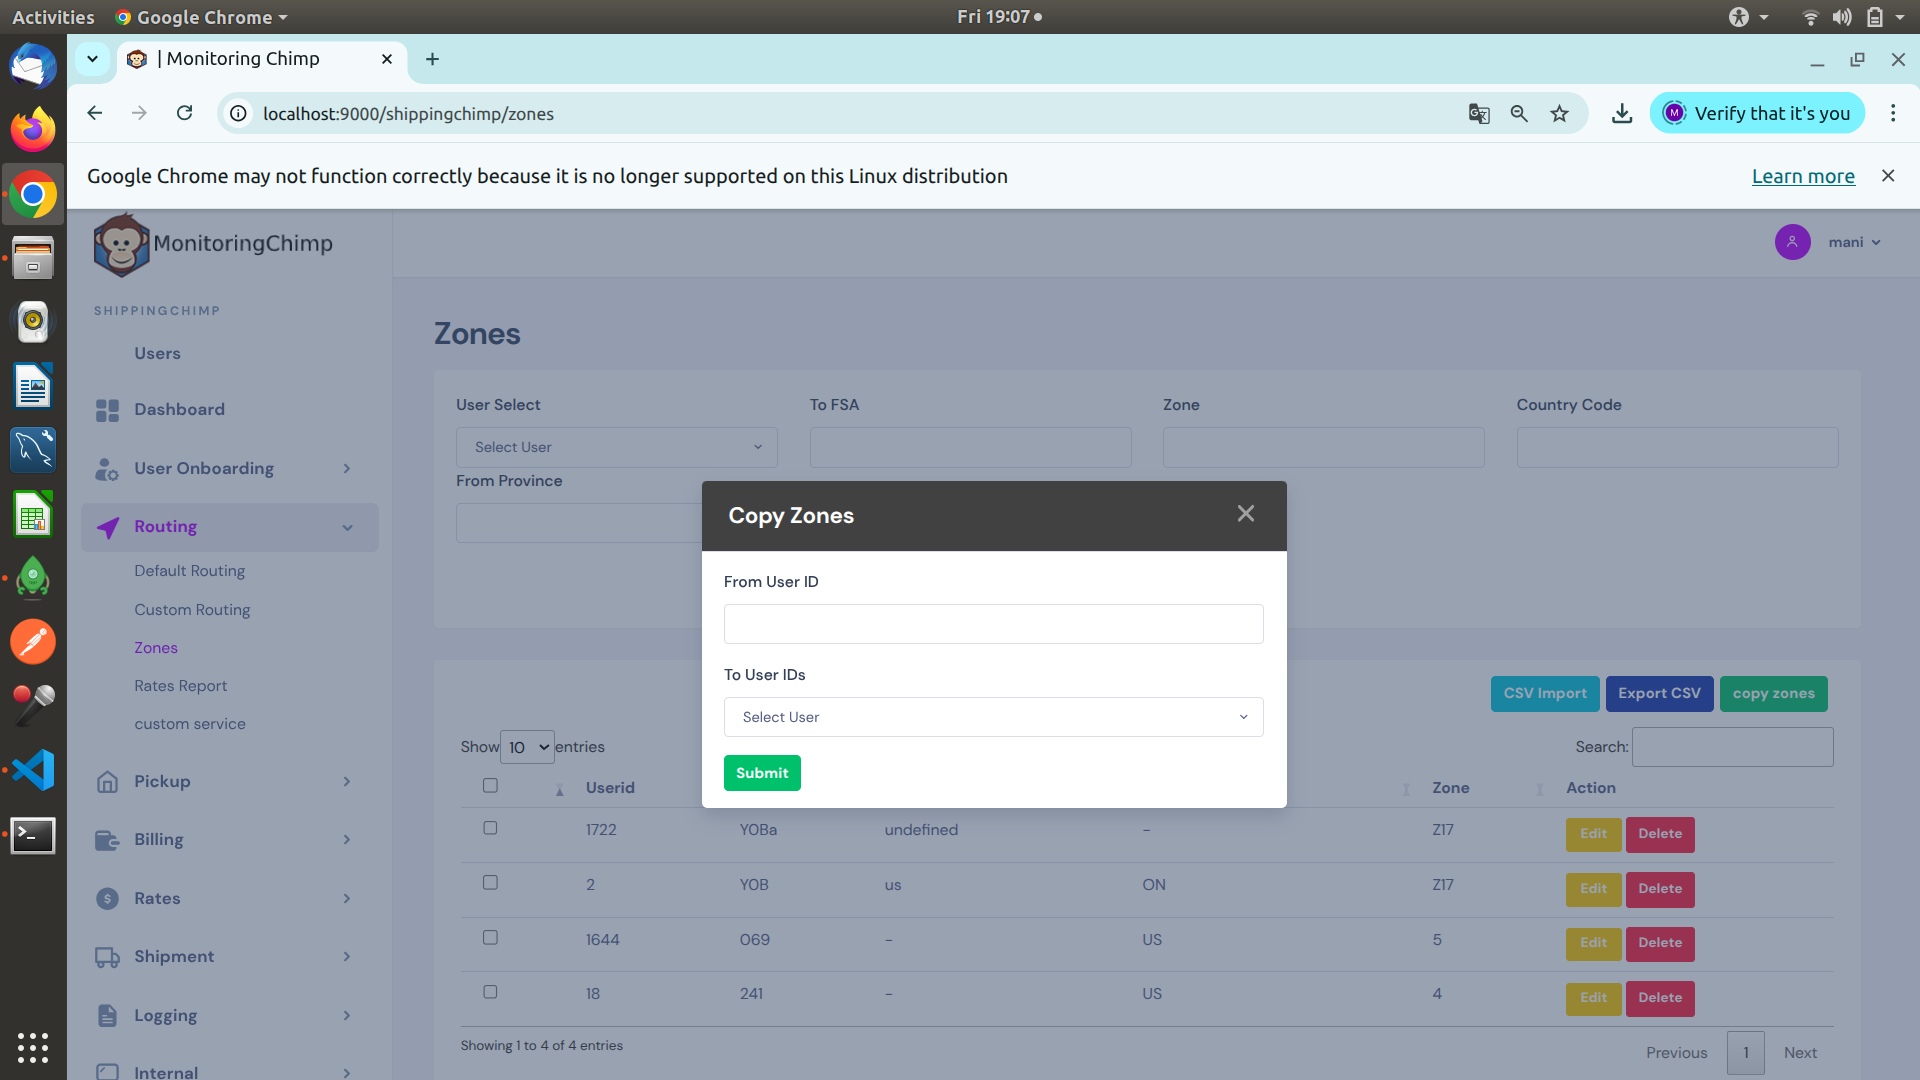 Activities
Google Chrome
Fri 19:07
| Monitoring Chimp
localhost:9000/shippingchimp/zones
M
Verify that it's you
Google Chrome may not function correctly because it is no longer supported on this Linux distribution
Learn more
MonitoringChimp
mani
SHIPPINGCHIMP
Users
Dashboard
User Onboarding
Routing
Default Routing
Custom Routing
Zones
Rates Report
custom service
Pickup
Billing
Rates
Shipment
Logging
Internal
Zones
User Select
To FSA
Zone
Country Code
Select User
From Province
Copy Zones
From User ID
To User IDs
Select User
Submit
CSV Import
Export CSV
copy zones
Show 10 entries
Search:
Userid Zone Action
1722 Y0Ba undefined - Z17 Edit Delete
2 Y0B us ON Z17 Edit Delete
1644 069 - US 5 Edit Delete
18 241 - US 4 Edit Delete
Showing 1 to 4 of 4 entries
Previous 1 Next